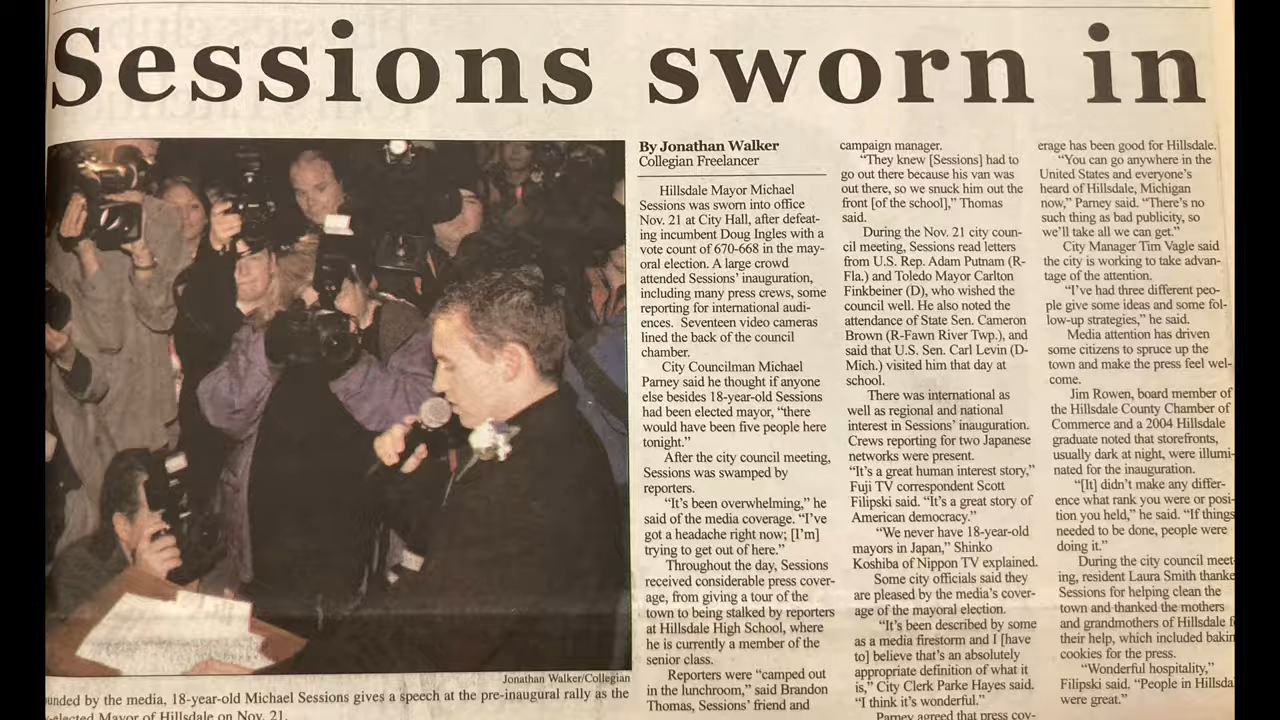 Sessions sworn in
By Jonathan Walker
Collegian Freelancer
Hillsdale Mayor Michael
Sessions was sworn into office
Nov. 21 at City Hall, after defeat-
ing incumbent Doug Ingles with a
vote count of 670-668 in the may-
oral election. A large crowd
attended Sessions' inauguration,
including many press crews, some
reporting for international audi-
ences. Seventeen video cameras
lined the back of the council
chamber.
City Councilman Michael
Parney said he thought if anyone
else besides 18-year-old Sessions
had been elected mayor, “there
would have been five people here
tonight.”
After the city council meeting,
Sessions was swamped by
reporters.
“It's been overwhelming,” he
said of the media coverage. “I've
got a headache right now; [I'm]
trying to get out of here.”
Throughout the day, Sessions
received considerable press cover-
age, from giving a tour of the
town to being stalked by reporters
at Hillsdale High School, where
he is currently a member of the
senior class.
Reporters were “camped out
in the lunchroom,” said Brandon
Thomas, Sessions' friend and
campaign manager.
“They knew [Sessions] had to
go out there because his van was
out there, so we snuck him out the
front [of the school],” Thomas
said.
During the Nov. 21 city coun-
cil meeting, Sessions read letters
from U.S. Rep. Adam Putnam (R-
Fla.) and Toledo Mayor Carlton
Finkbeiner (D), who wished the
council well. He also noted the
attendance of State Sen. Cameron
Brown (R-Fawn River Twp.), and
said that U.S. Sen. Carl Levin (D-
Mich.) visited him that day at
school.
There was international as
well as regional and national
interest in Sessions' inauguration.
Crews reporting for two Japanese
networks were present.
“It's a great human interest story,”
Fuji TV correspondent Scott
Filipski said. “It's a great story of
American democracy.”
“We never have 18-year-old
mayors in Japan,” Shinko
Koshiba of Nippon TV explained.
Some city officials said they
are pleased by the media's cover-
age of the mayoral election.
“It's been described by some
as a media firestorm and I [have
to] believe that's an absolutely
appropriate definition of what it
is,” City Clerk Parke Hayes said.
“I think it's wonderful.”
Parney agreed that press cov-
erage has been good for Hillsdale.
“You can go anywhere in the
United States and everyone's
heard of Hillsdale, Michigan
now,” Parney said. “There's no
such thing as bad publicity, so
we'll take all we can get.”
City Manager Tim Vagle said
the city is working to take advan-
tage of the attention.
“I've had three different peo-
ple give some ideas and some fol-
low-up strategies,” he said.
Media attention has driven
some citizens to spruce up the
town and make the press feel wel-
come.
Jim Rowen, board member of
the Hillsdale County Chamber of
Commerce and a 2004 Hillsdale
graduate noted that storefronts,
usually dark at night, were illumi-
nated for the inauguration.
“[It] didn't make any differ-
ence what rank you were or posi-
tion you held,” he said. “If things
needed to be done, people were
doing it.”
During the city council meet-
ing, resident Laura Smith thanke
Sessions for helping clean the
town and thanked the mothers
and grandmothers of Hillsdale f
their help, which included bakin
cookies for the press.
“Wonderful hospitality,”
Filipski said. “People in Hillsda
were great.”
Jonathan Walker/Collegian
unded by the media, 18-year-old Michael Sessions gives a speech at the pre-inaugural rally as the
-elected Mayor of Hillsdale on Nov. 21.